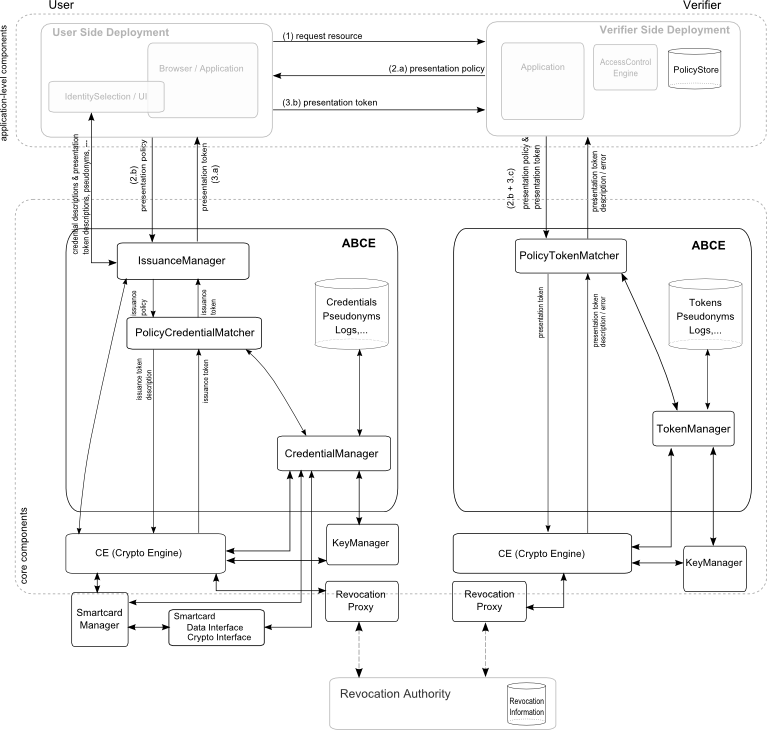 User
Verifier
User Side Deployment
Verifier Side Deployment
(1) request resource
(2.a) presentation policy
(3.b) presentation token
Browser / Application
IdentitySelection / UI
Application
AccessControl
Engine
PolicyStore
application-level components
credential descriptions & presentation
token descriptions, pseudonyms, ...
(2.b)
presentation policy
presentation token
(3.a)
(2.b + 3.c)
presentation policy &
presentation token
presentation token
description / error
ABCE
ABCE
IssuanceManager
PolicyTokenMatcher
issuance
policy
issuance
token
Credentials
Pseudonyms
Logs,...
presentation token
presentation token
description / error
Tokens
Pseudonyms
Logs,...
PolicyCredentialMatcher
issuance token
description
issuance token
CredentialManager
TokenManager
core components
CE (Crypto Engine)
KeyManager
CE (Crypto Engine)
KeyManager
Smartcard
Manager
Smartcard
Data Interface
Crypto Interface
Revocation
Proxy
Revocation
Proxy
Revocation Authority
Revocation
Information